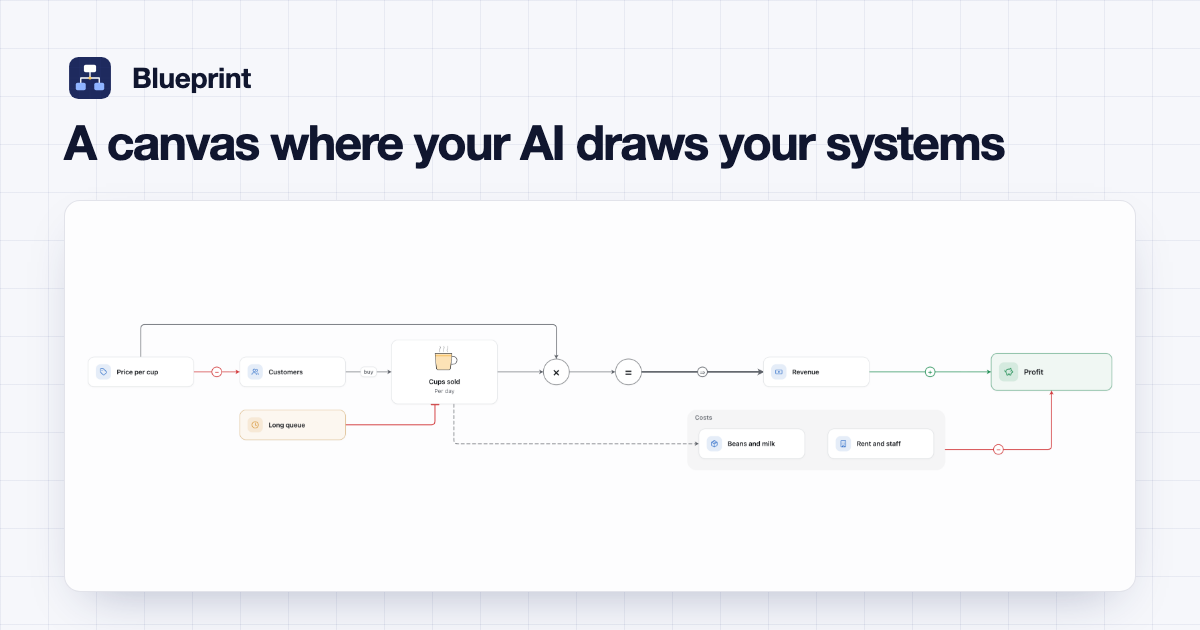 Blueprint
A canvas where your AI draws your systems
Price per cup
−
Customers
buy
Cups sold
Per day
×
=
Revenue
+
Profit
Long queue
Costs
Beans and milk
Rent and staff
−